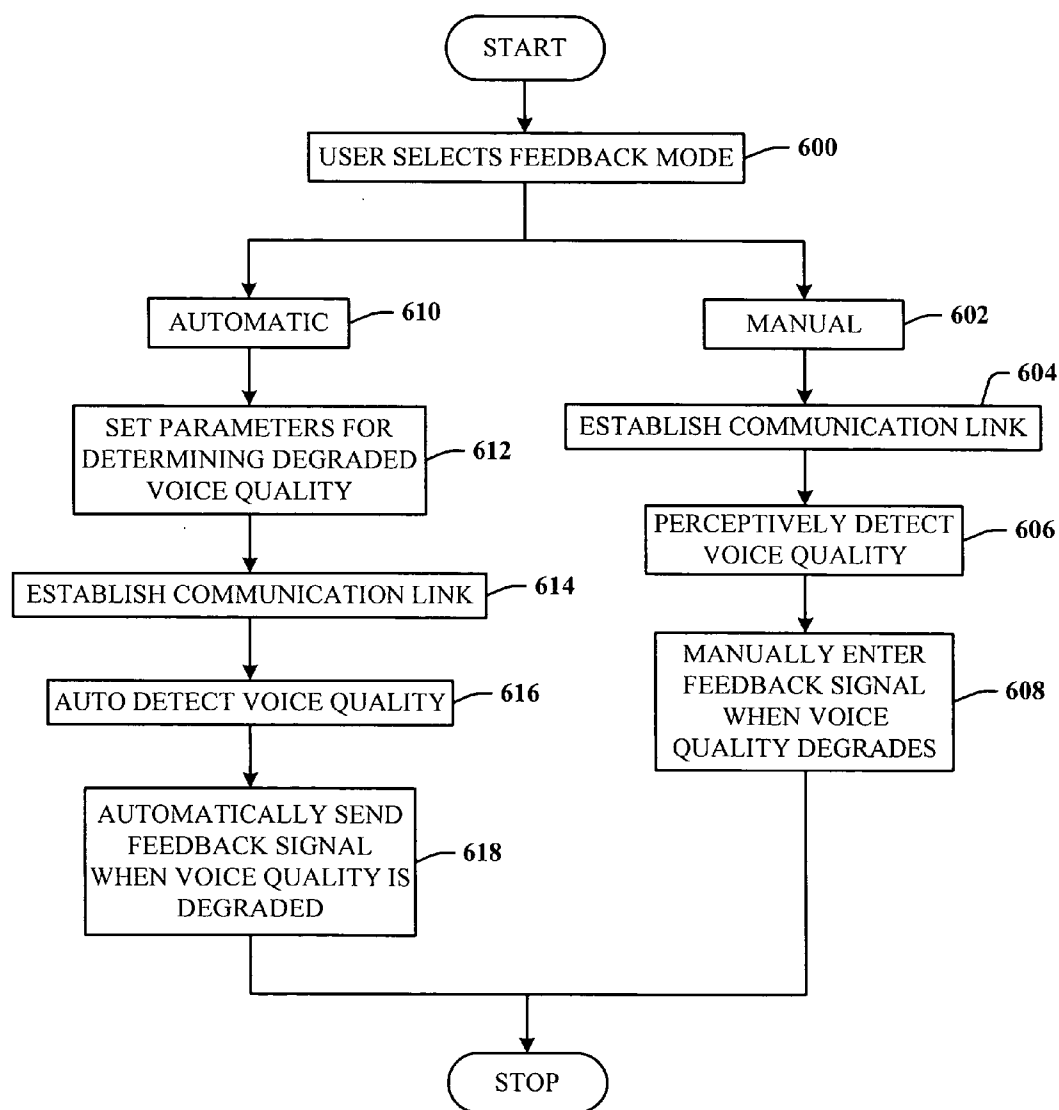 START
USER SELECTS FEEDBACK MODE
600
AUTOMATIC
610
SET PARAMETERS FOR
DETERMINING DEGRADED
VOICE QUALITY
612
ESTABLISH COMMUNICATION LINK
614
AUTO DETECT VOICE QUALITY
616
AUTOMATICALLY SEND
FEEDBACK SIGNAL
WHEN VOICE QUALITY IS
DEGRADED
618
MANUAL
602
604
ESTABLISH COMMUNICATION LINK
PERCEPTIVELY DETECT
VOICE QUALITY
606
MANUALLY ENTER
FEEDBACK SIGNAL
WHEN VOICE
QUALITY DEGRADES
608
STOP